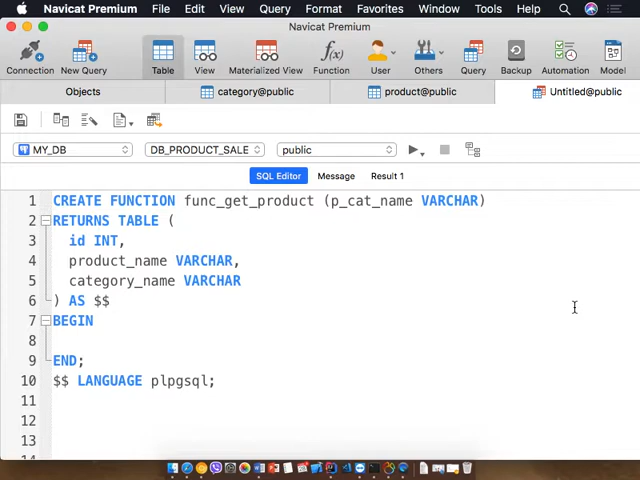 Navicat Premium File Edit View Query Format Favorites Window Tools Help
Navicat Premium
Connection New Query Table View Materialized View Function User Others Query Backup Automation Model
Objects category@public product@public Untitled@public
MY_DB DB_PRODUCT_SALE public
SQL Editor Message Result 1
1 CREATE FUNCTION func_get_product (p_cat_name VARCHAR)
2 RETURNS TABLE (
3 id INT,
4 product_name VARCHAR,
5 category_name VARCHAR
6 ) AS $$
7 BEGIN
8
9 END;
10 $$ LANGUAGE plpgsql;
11
12
13
14